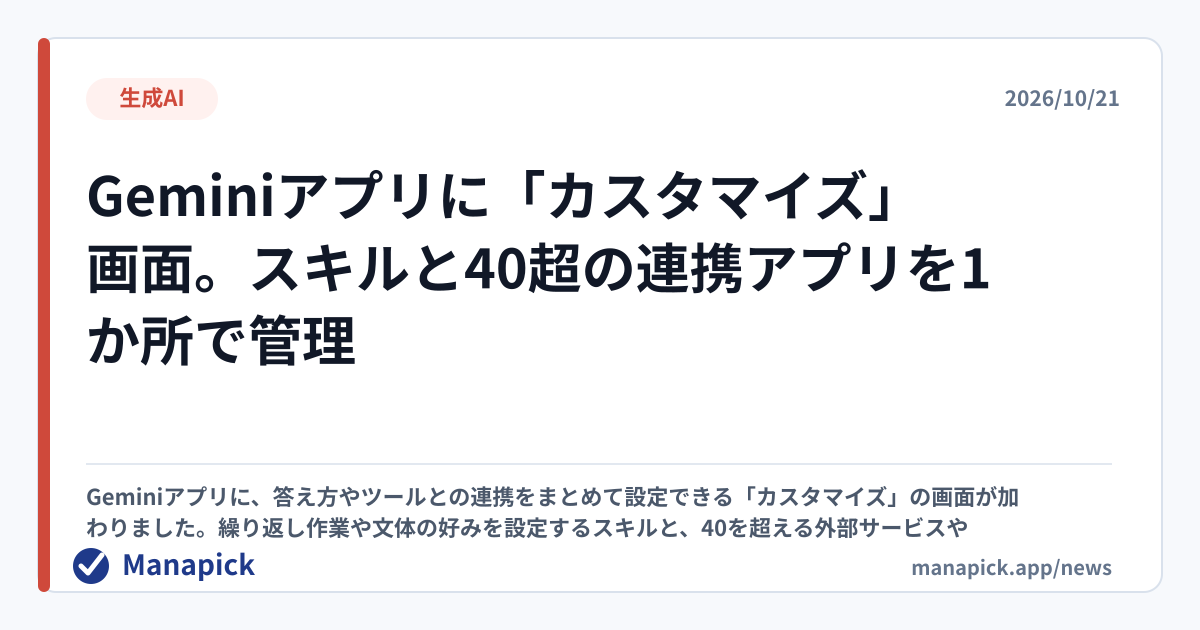 生成AI
2026/10/21
Geminiアプリに「カスタマイズ」
画面。スキルと40超の連携アプリを1
か所で管理
Geminiアプリに、答え方やツールとの連携をまとめて設定できる「カスタマイズ」の画面が加
わりました。繰り返し作業や文体の好みを設定するスキルと、40を超える外部サービスや
Manapick
manapick.app/news